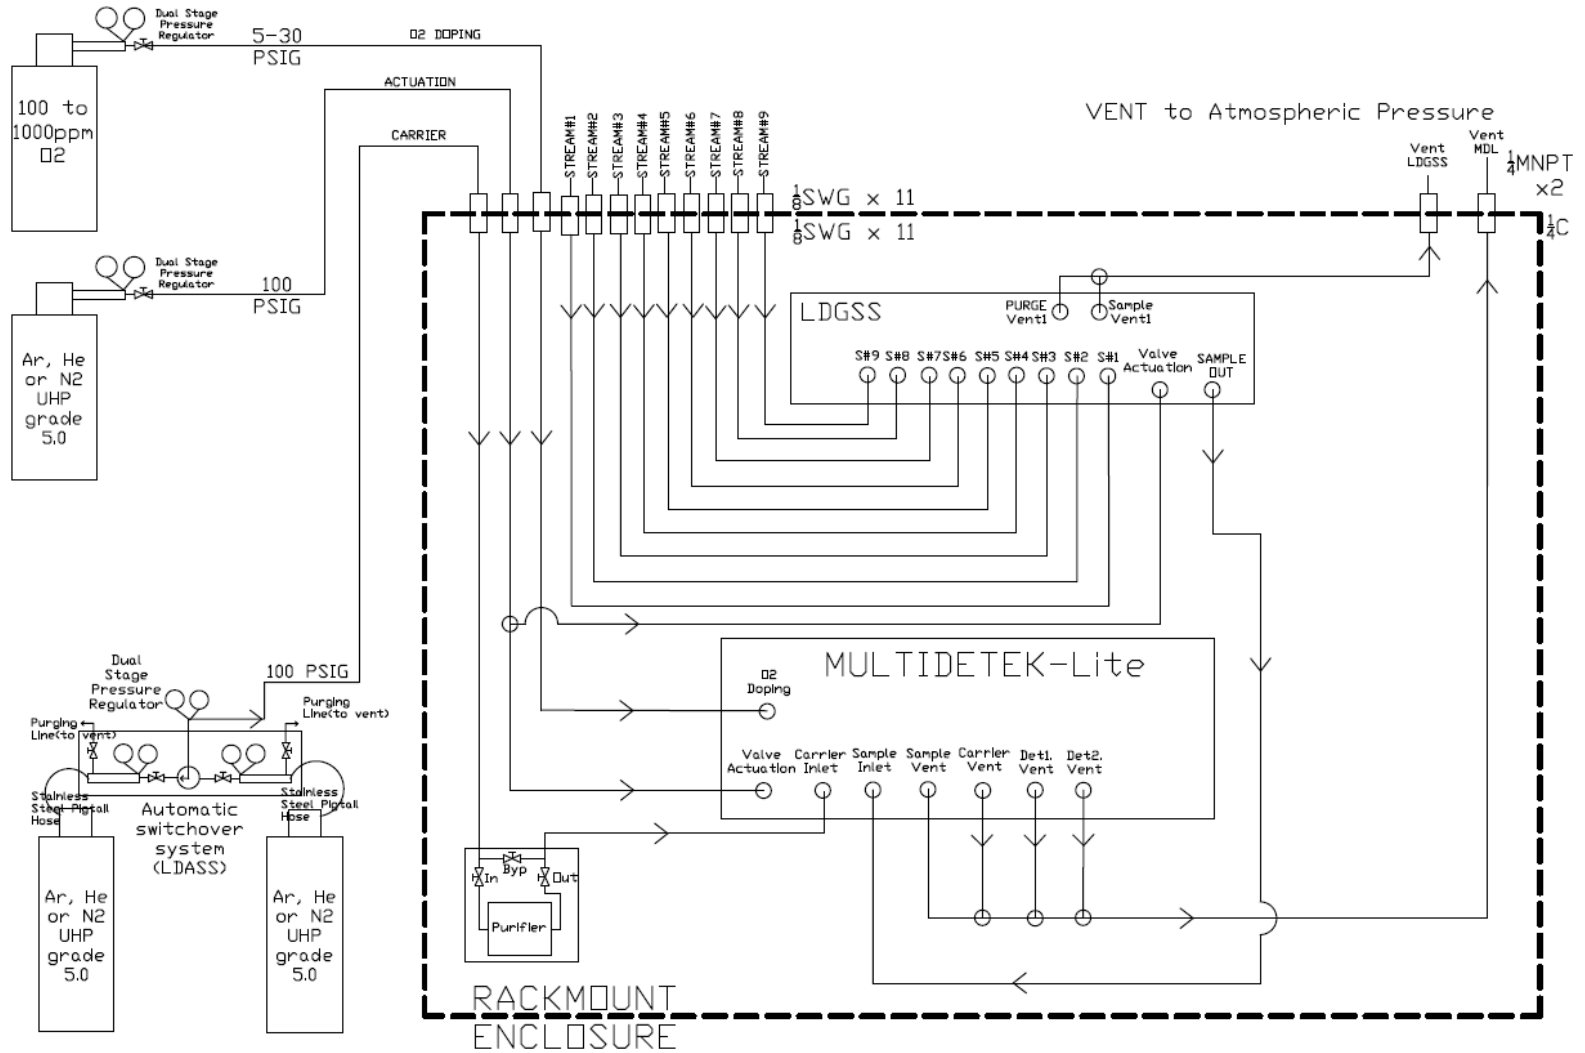 Dual Stage
Pressure
Regulator
5-30
PSIG
O2 DOPING
ACTUATION
CARRIER
100 to
1000ppm
O2
STREAM#1
STREAM#2
STREAM#3
STREAM#4
STREAM#5
STREAM#6
STREAM#7
STREAM#8
STREAM#9
VENT to Atmospheric Pressure
Vent
LDGSS
Vent
MDL
1/4MNPT
x2
1/8SWG x 11
1/8SWG x 11
1/4C
Dual Stage
Pressure
Regulator
100
PSIG
Ar, He
or N2
UHP
grade
5.0
LDGSS
PURGE
Vent1
Sample
Vent1
S#9 S#8 S#7 S#6 S#5 S#4 S#3 S#2 S#1
Valve
Actuation
SAMPLE
OUT
MULTIDETEK-Lite
O2
Doping
Valve
Actuation
Carrier
Inlet
Sample
Inlet
Sample
Vent
Carrier
Vent
Det1.
Vent
Det2.
Vent
Dual
Stage
Pressure
Regulator
100 PSIG
Purging
Line(to vent)
Purging
Line(to vent)
Stainless
Steel Pigtail
Hose
Stainless
Steel Pigtail
Hose
Automatic
switchover
system
(LDASS)
Ar, He
or N2
UHP
grade
5.0
Ar, He
or N2
UHP
grade
5.0
In
Byp
Out
Purifier
RACKMOUNT
ENCLOSURE